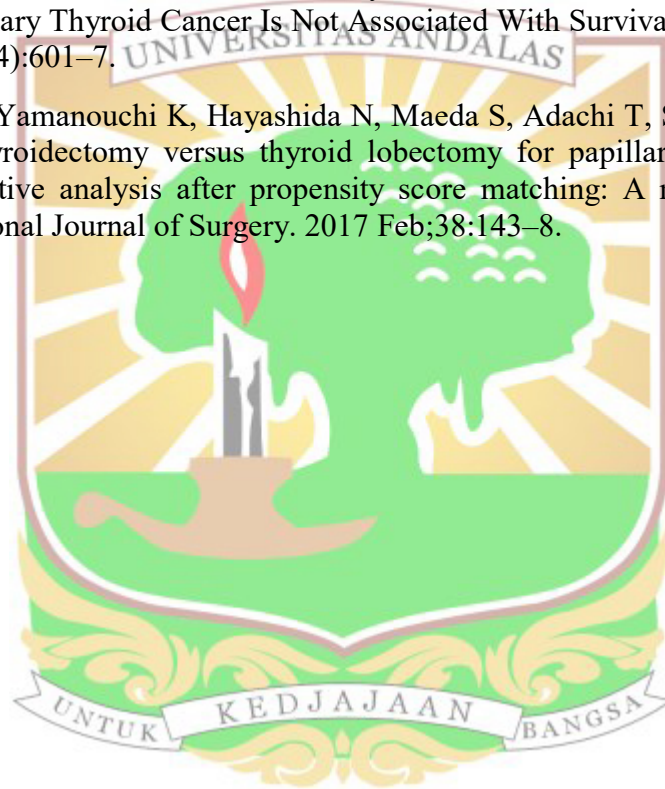 ary Thyroid Cancer Is Not Associated With Surviva
4):601–7.
UNIVERSITAS ANDALAS
Yamanouchi K, Hayashida N, Maeda S, Adachi T, S
yroidectomy versus thyroid lobectomy for papillar
tive analysis after propensity score matching: A r
onal Journal of Surgery. 2017 Feb;38:143–8.
UNTUK KEDJAJAAN BANGSA